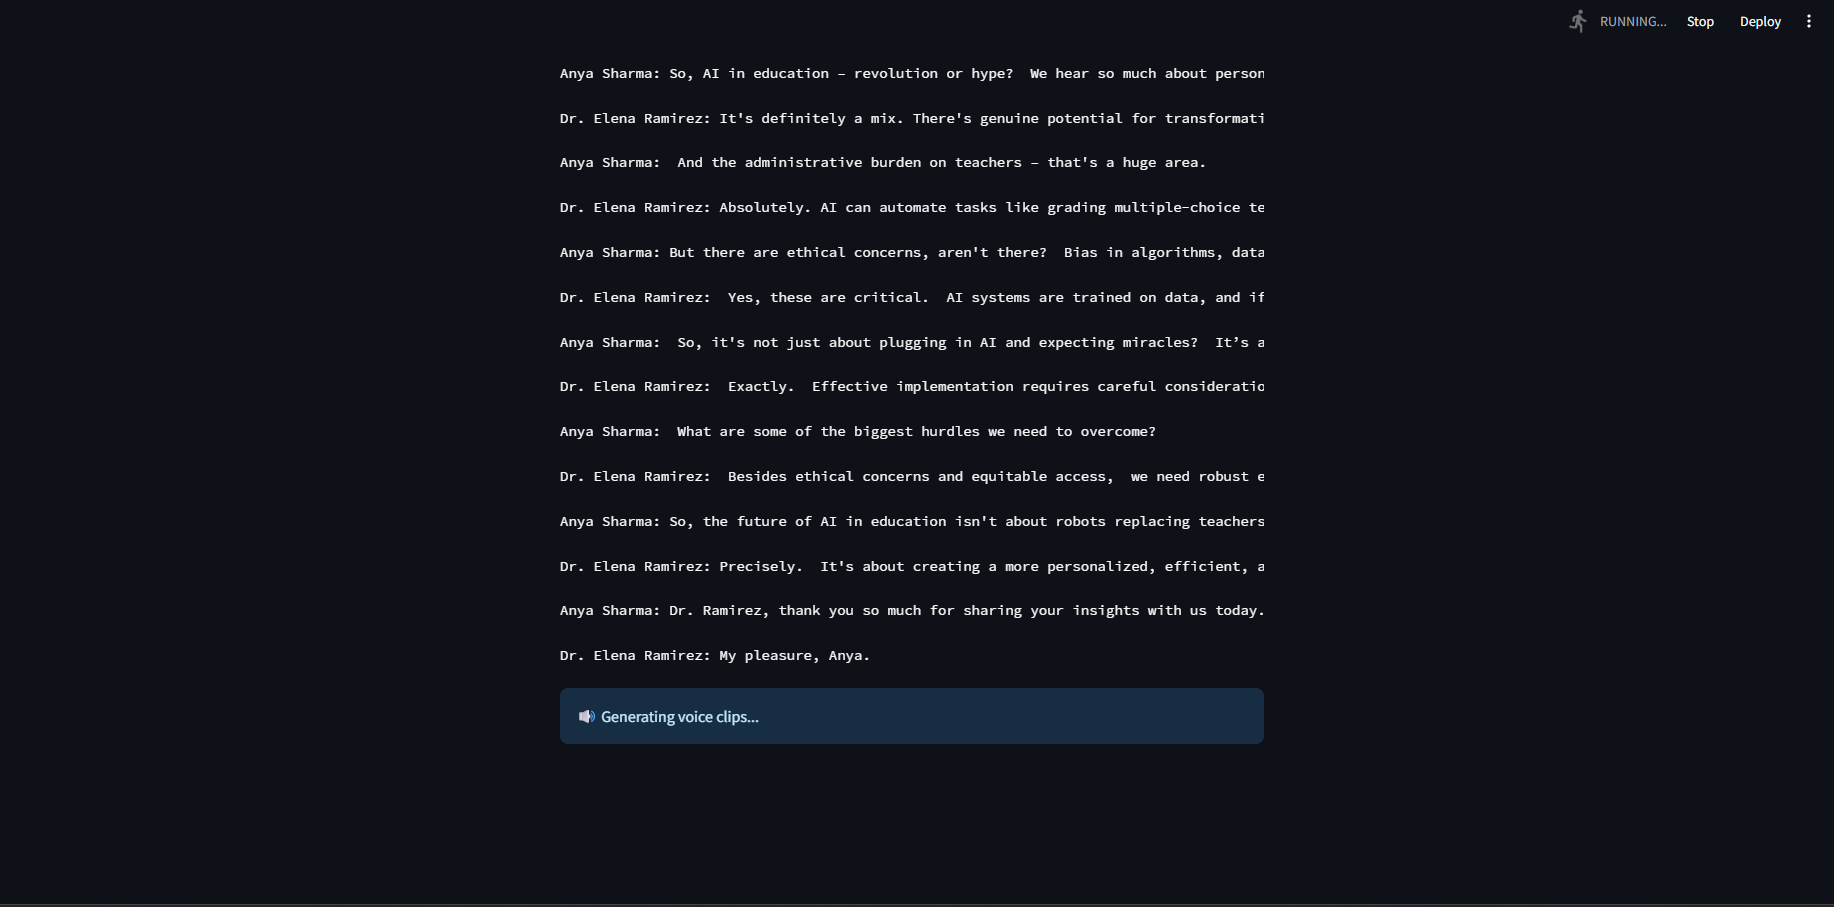 RUNNING...
Stop
Deploy
Anya Sharma: So, AI in education – revolution or hype?  We hear so much about person
Dr. Elena Ramirez: It's definitely a mix. There's genuine potential for transformati
Anya Sharma:  And the administrative burden on teachers – that's a huge area.
Dr. Elena Ramirez: Absolutely. AI can automate tasks like grading multiple-choice te
Anya Sharma: But there are ethical concerns, aren't there?  Bias in algorithms, data
Dr. Elena Ramirez:  Yes, these are critical.  AI systems are trained on data, and if
Anya Sharma:  So, it's not just about plugging in AI and expecting miracles?  It’s a
Dr. Elena Ramirez:  Exactly.  Effective implementation requires careful consideratio
Anya Sharma:  What are some of the biggest hurdles we need to overcome?
Dr. Elena Ramirez:  Besides ethical concerns and equitable access,  we need robust e
Anya Sharma: So, the future of AI in education isn't about robots replacing teachers
Dr. Elena Ramirez: Precisely.  It's about creating a more personalized, efficient, a
Anya Sharma: Dr. Ramirez, thank you so much for sharing your insights with us today.
Dr. Elena Ramirez: My pleasure, Anya.
Generating voice clips...